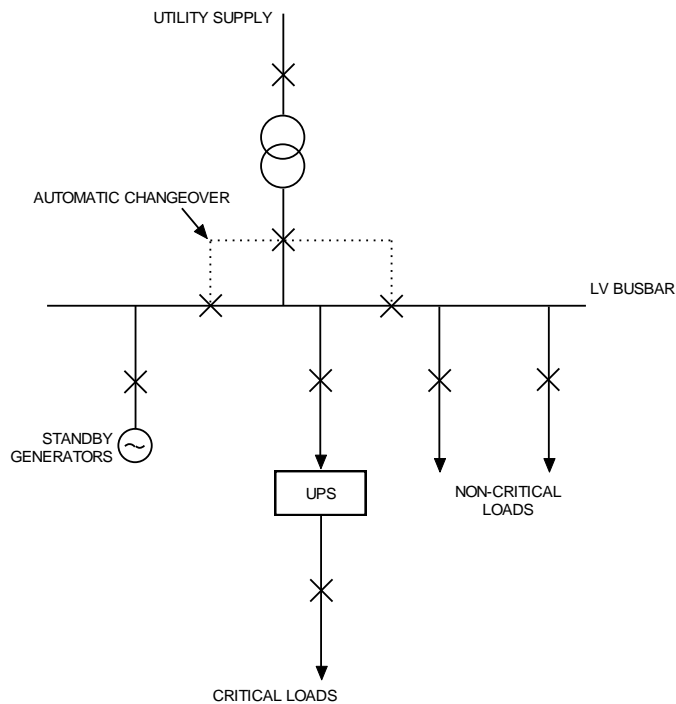 UTILITY SUPPLY
AUTOMATIC CHANGEOVER
LV BUSBAR
STANDBY
GENERATORS
UPS
NON-CRITICAL
LOADS
CRITICAL LOADS